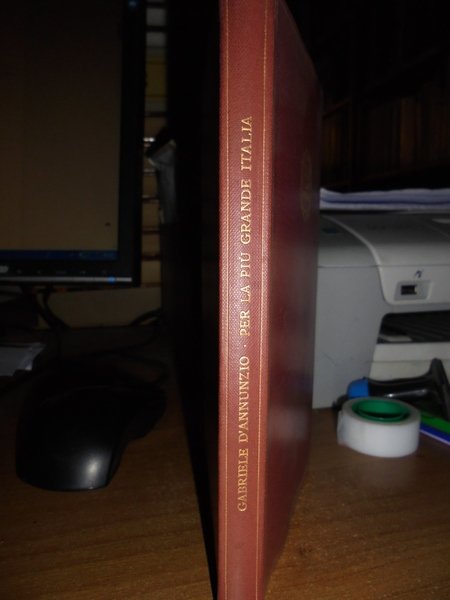 GABRIELE D'ANNUNZIO · PER LA PIÙ GRANDE ITALIA